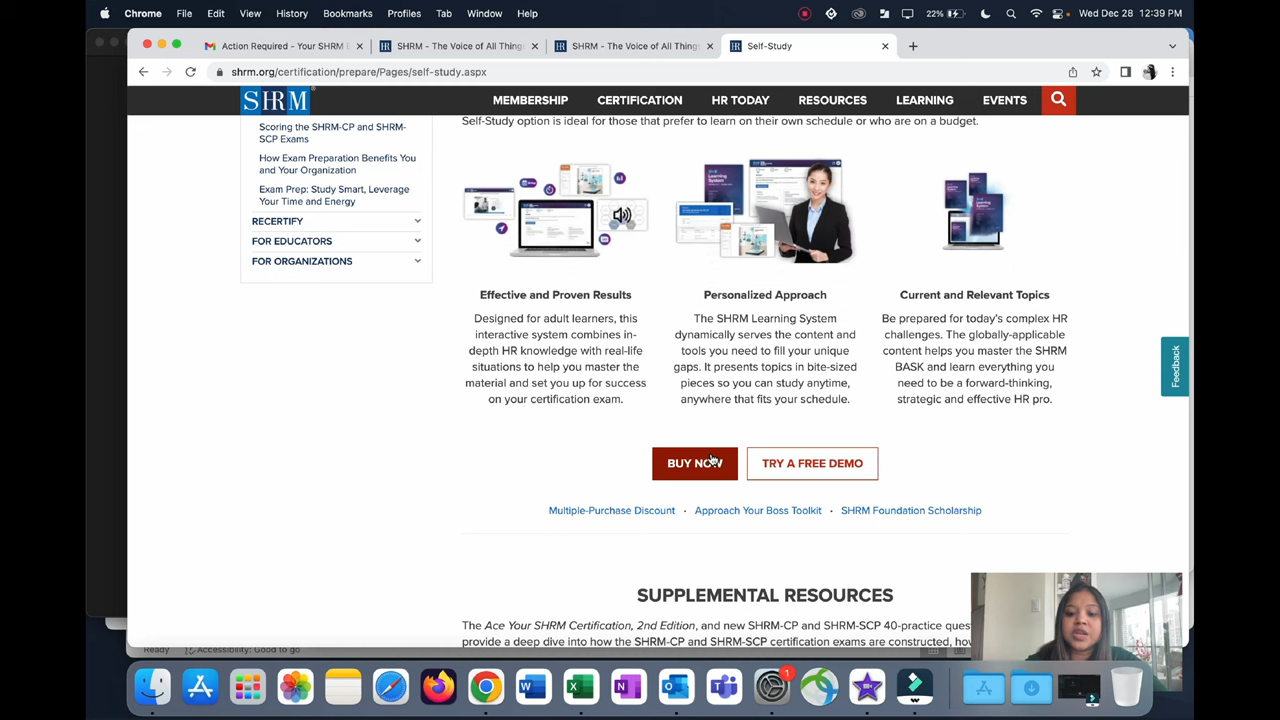 Chrome File Edit View History Bookmarks Profiles Tab Window Help 22% Wed Dec 28 12:39 PM
Action Required - Your SHRM E SHRM - The Voice of All Thing SHRM - The Voice of All Thing Self-Study
shrm.org/certification/prepare/Pages/self-study.aspx
SHRM MEMBERSHIP CERTIFICATION HR TODAY RESOURCES LEARNING EVENTS
Scoring the SHRM-CP and SHRM-
SCP Exams
How Exam Preparation Benefits You
and Your Organization
Exam Prep: Study Smart, Leverage
Your Time and Energy
RECERTIFY
FOR EDUCATORS
FOR ORGANIZATIONS
Self-Study option is ideal for those that prefer to learn on their own schedule or who are on a budget.
Effective and Proven Results
Designed for adult learners, this
interactive system combines in-
depth HR knowledge with real-life
situations to help you master the
material and set you up for success
on your certification exam.
Personalized Approach
The SHRM Learning System
dynamically serves the content and
tools you need to fill your unique
gaps. It presents topics in bite-sized
pieces so you can study anytime,
anywhere that fits your schedule.
Current and Relevant Topics
Be prepared for today's complex HR
challenges. The globally-applicable
content helps you master the SHRM
BASK and learn everything you
need to be a forward-thinking,
strategic and effective HR pro.
BUY NOW TRY A FREE DEMO
Multiple-Purchase Discount · Approach Your Boss Toolkit · SHRM Foundation Scholarship
Feedback
SUPPLEMENTAL RESOURCES
The Ace Your SHRM Certification, 2nd Edition, and new SHRM-CP and SHRM-SCP 40-practice ques
provide a deep dive into how the SHRM-CP and SHRM-SCP certification exams are constructed, how
Ready Accessibility: Good to go
1